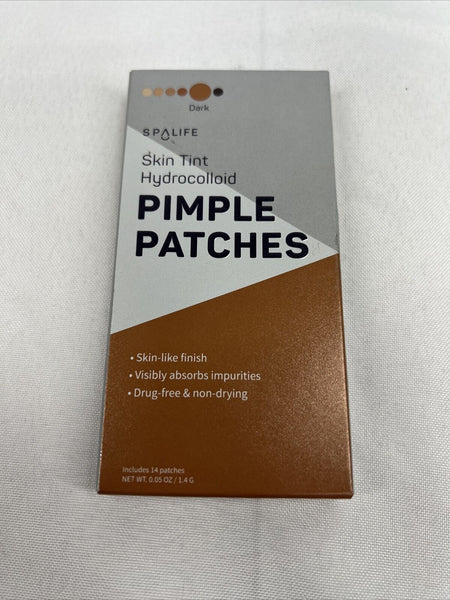 Dark
SPALIFE
Skin Tint
Hydrocolloid
PIMPLE
PATCHES
• Skin-like finish
• Visibly absorbs impurities
• Drug-free & non-drying
Includes 14 patches
NET WT. 0.05 OZ / 1.4 G